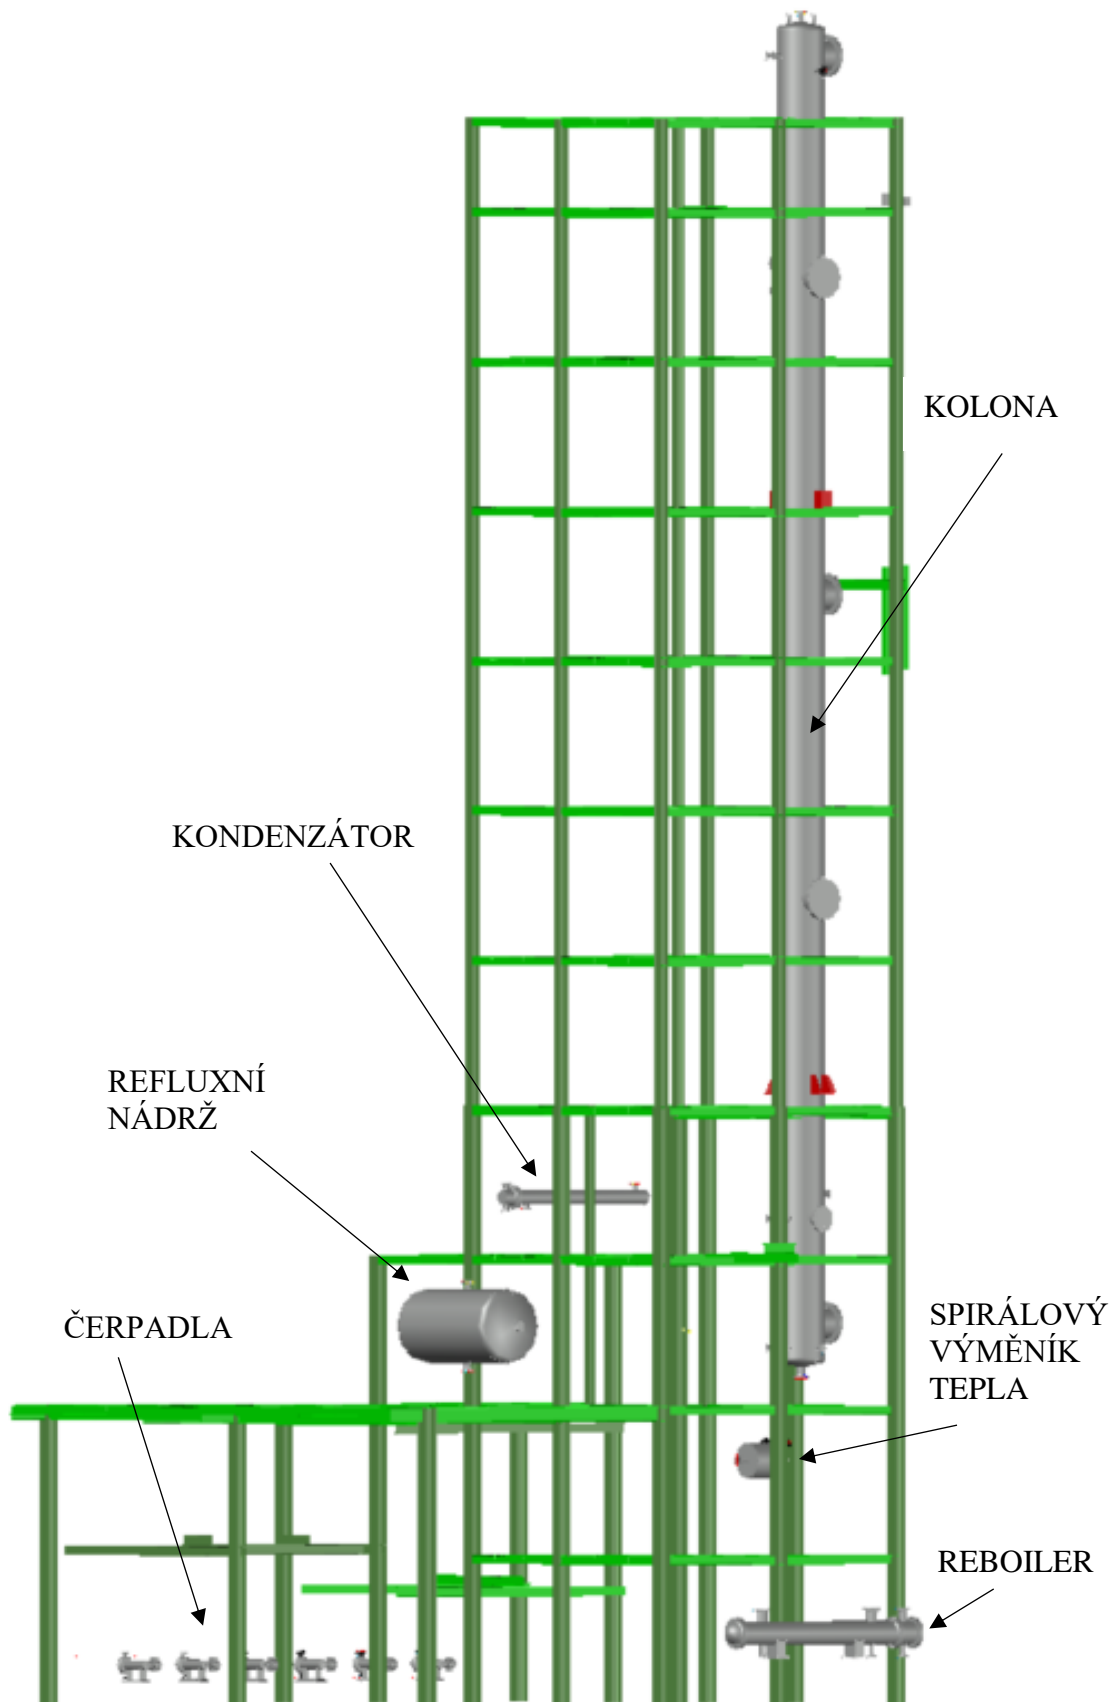 KOLONA
KONDENZÁTOR
REFLUXNÍ
NÁDRŽ
ČERPADLA
SPIRÁLOVÝ
VÝMĚNÍK
TEPLA
REBOILER